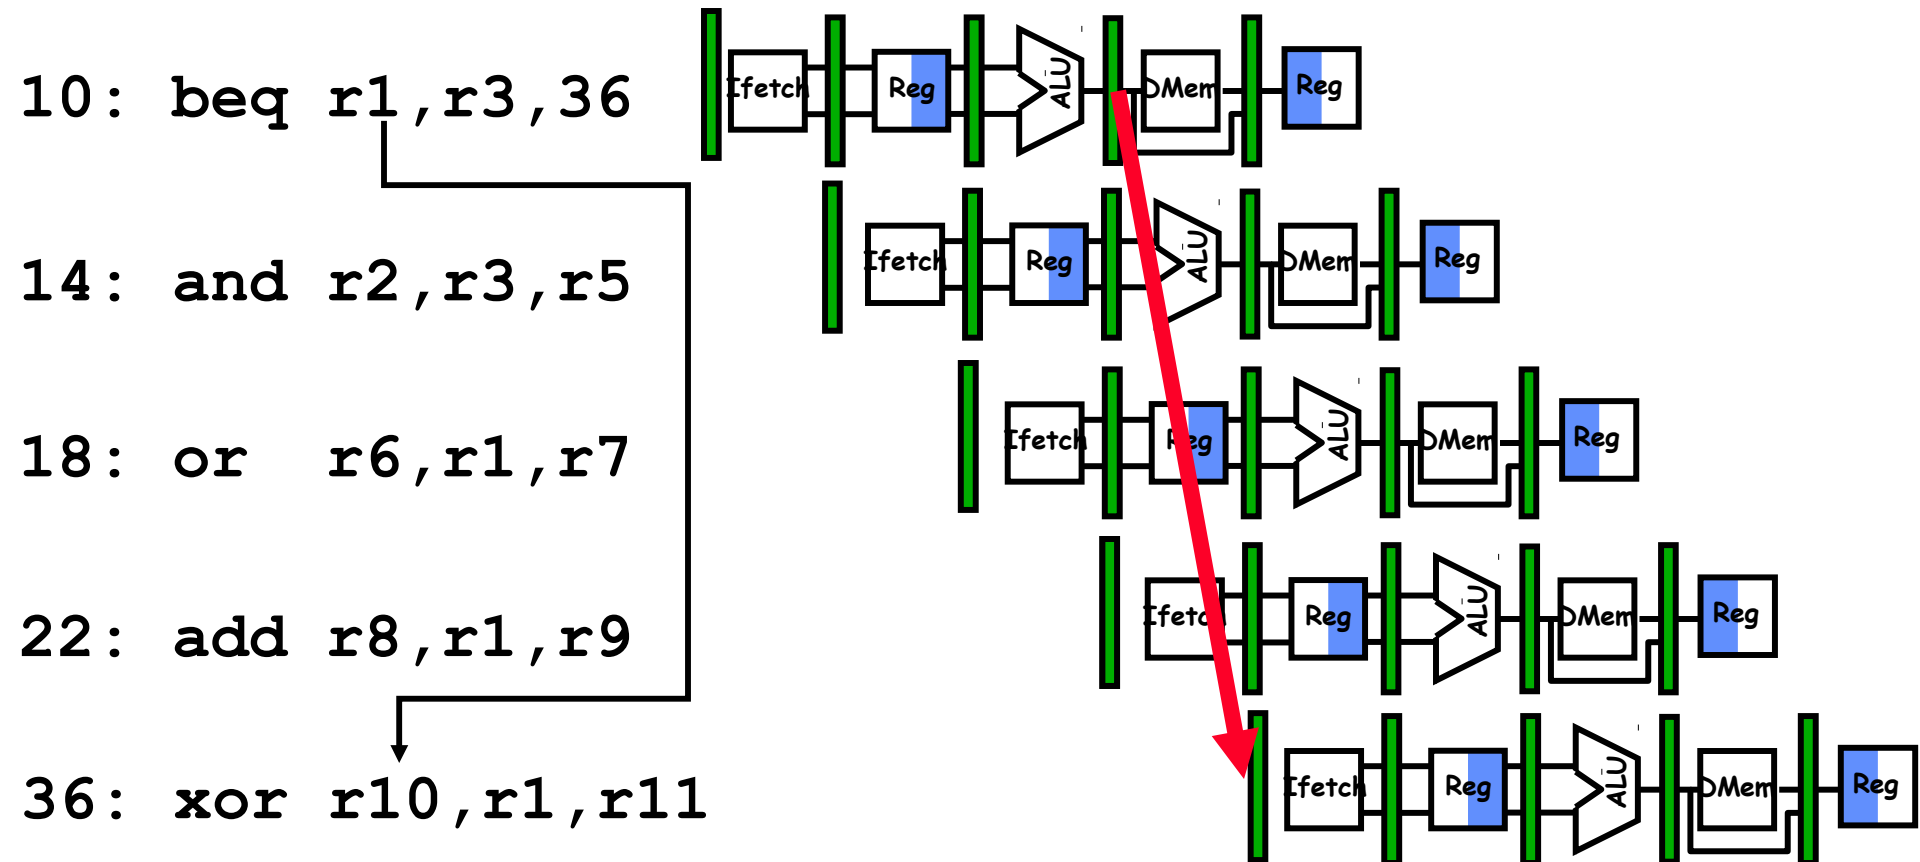 10: beq r1,r3,36
Ifetch Reg ALU DMem Reg
14: and r2,r3,r5
Ifetch Reg ALU DMem Reg
18: or r6,r1,r7
Ifetch Reg ALU DMem Reg
22: add r8,r1,r9
Ifetch Reg ALU DMem Reg
36: xor r10,r1,r11
Ifetch Reg ALU DMem Reg